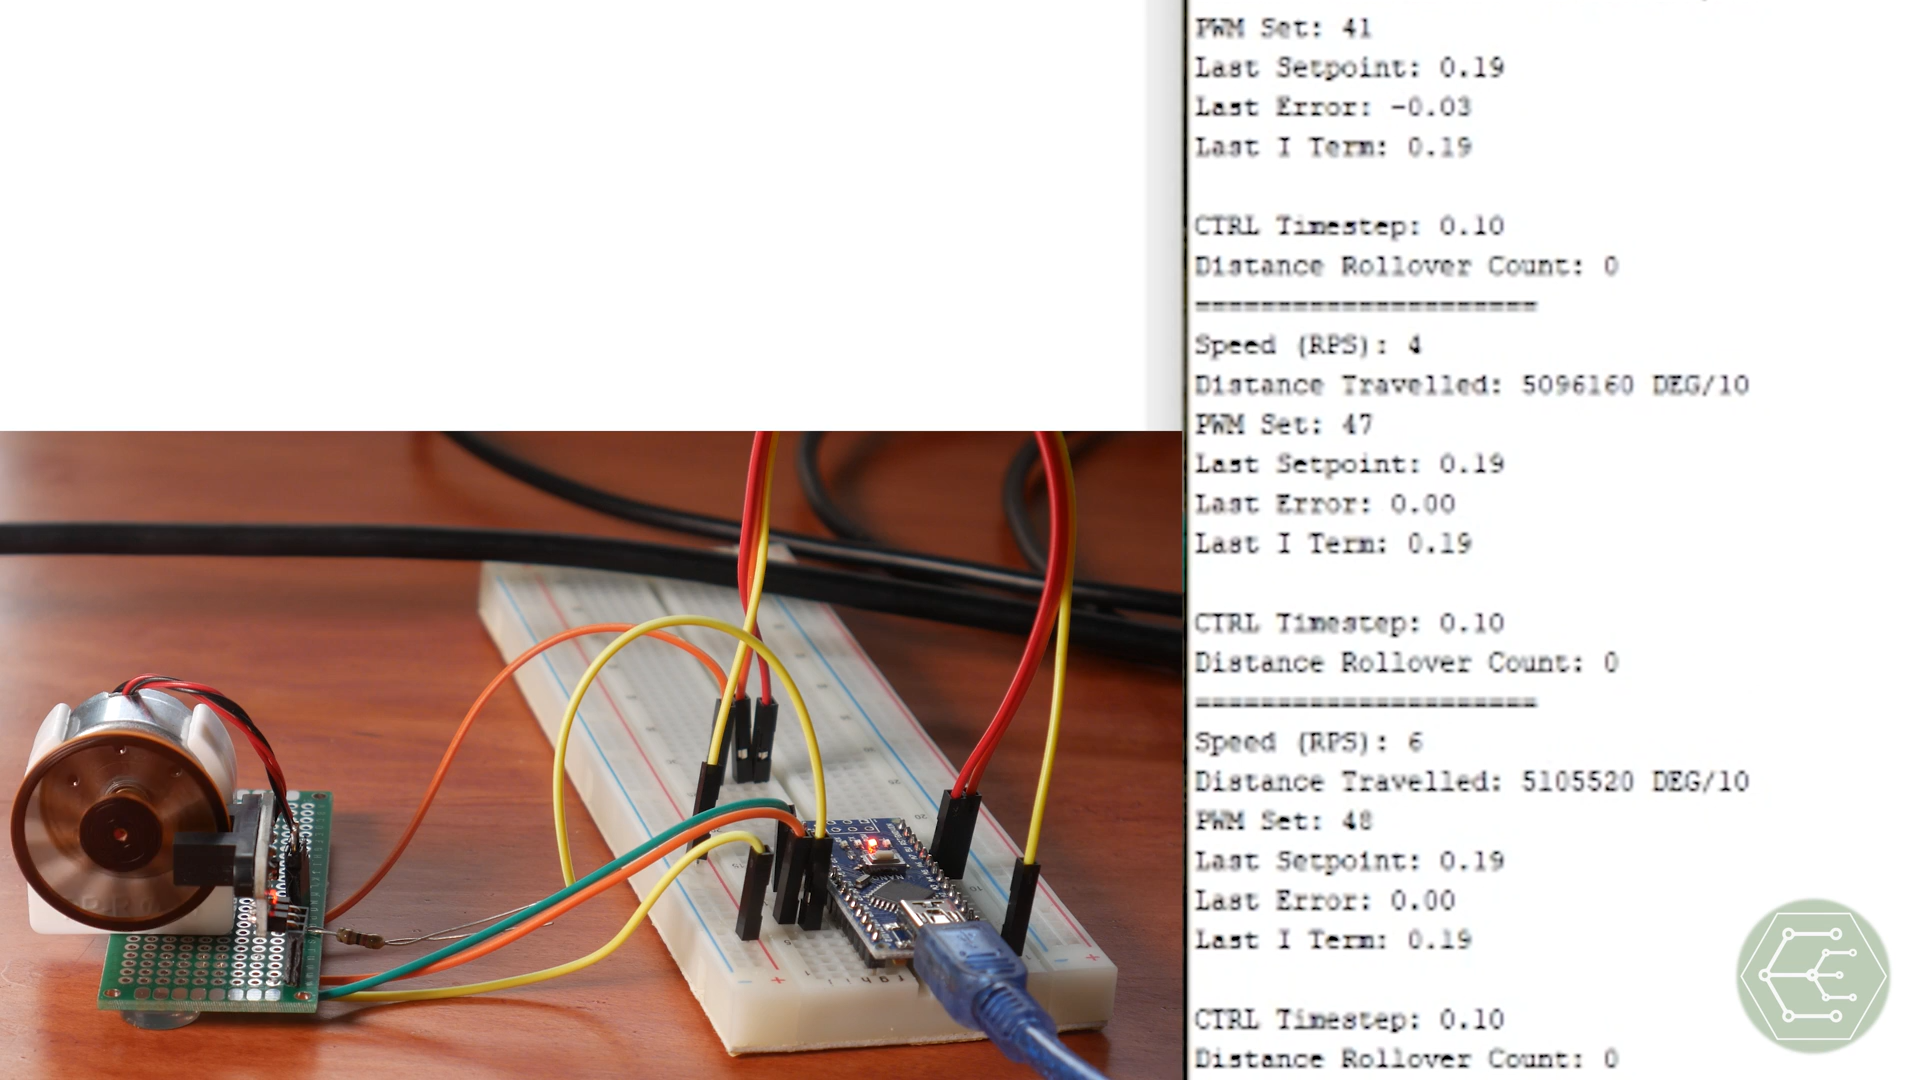 PWM Set: 41
Last Setpoint: 0.19
Last Error: -0.03
Last I Term: 0.19
CTRL Timestep: 0.10
Distance Rollover Count: 0
=====================
Speed (RPS): 4
Distance Travelled: 5096160 DEG/10
PWM Set: 47
Last Setpoint: 0.19
Last Error: 0.00
Last I Term: 0.19
CTRL Timestep: 0.10
Distance Rollover Count: 0
=====================
Speed (RPS): 6
Distance Travelled: 5105520 DEG/10
PWM Set: 48
Last Setpoint: 0.19
Last Error: 0.00
Last I Term: 0.19
CTRL Timestep: 0.10
Distance Rollover Count: 0